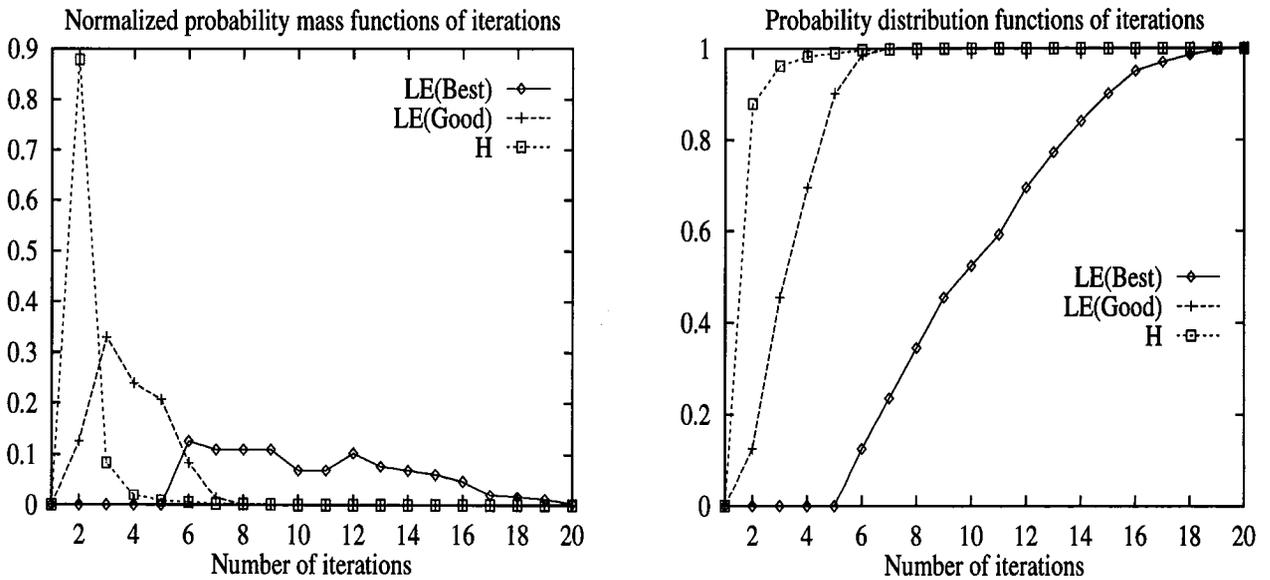 Normalized probability mass functions of iterations
0.9
0.8
0.7
0.6
0.5
0.4
0.3
0.2
0.1
0
LE(Best)
LE(Good)
H
2 4 6 8 10 12 14 16 18 20
Number of iterations
Probability distribution functions of iterations
1
0.8
0.6
0.4
0.2
0
LE(Best)
LE(Good)
H
2 4 6 8 10 12 14 16 18 20
Number of iterations